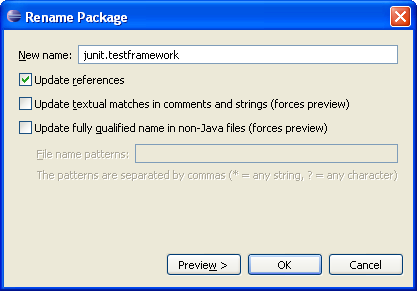 Rename Package
New name: junit.testframework
Update references
Update textual matches in comments and strings (forces preview)
Update fully qualified name in non-Java files (forces preview)
File name patterns:
The patterns are separated by commas (* = any string, ? = any character)
Preview > OK Cancel